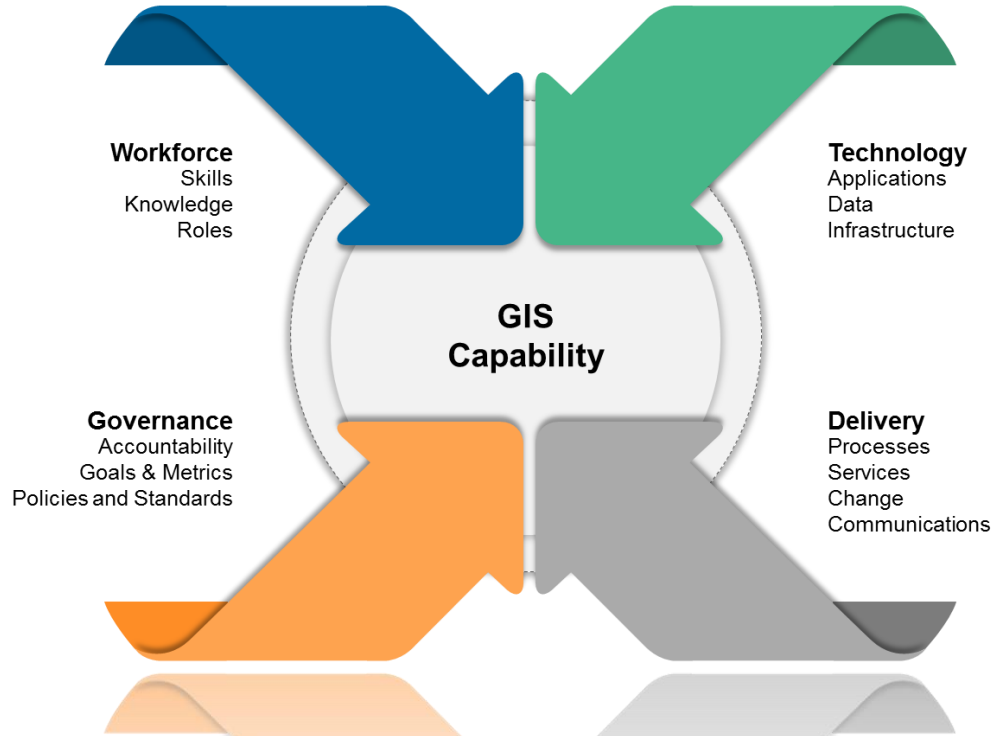 Workforce
Skills
Knowledge
Roles
Technology
Applications
Data
Infrastructure
GIS
Capability
Governance
Accountability
Goals & Metrics
Policies and Standards
Delivery
Processes
Services
Change
Communications